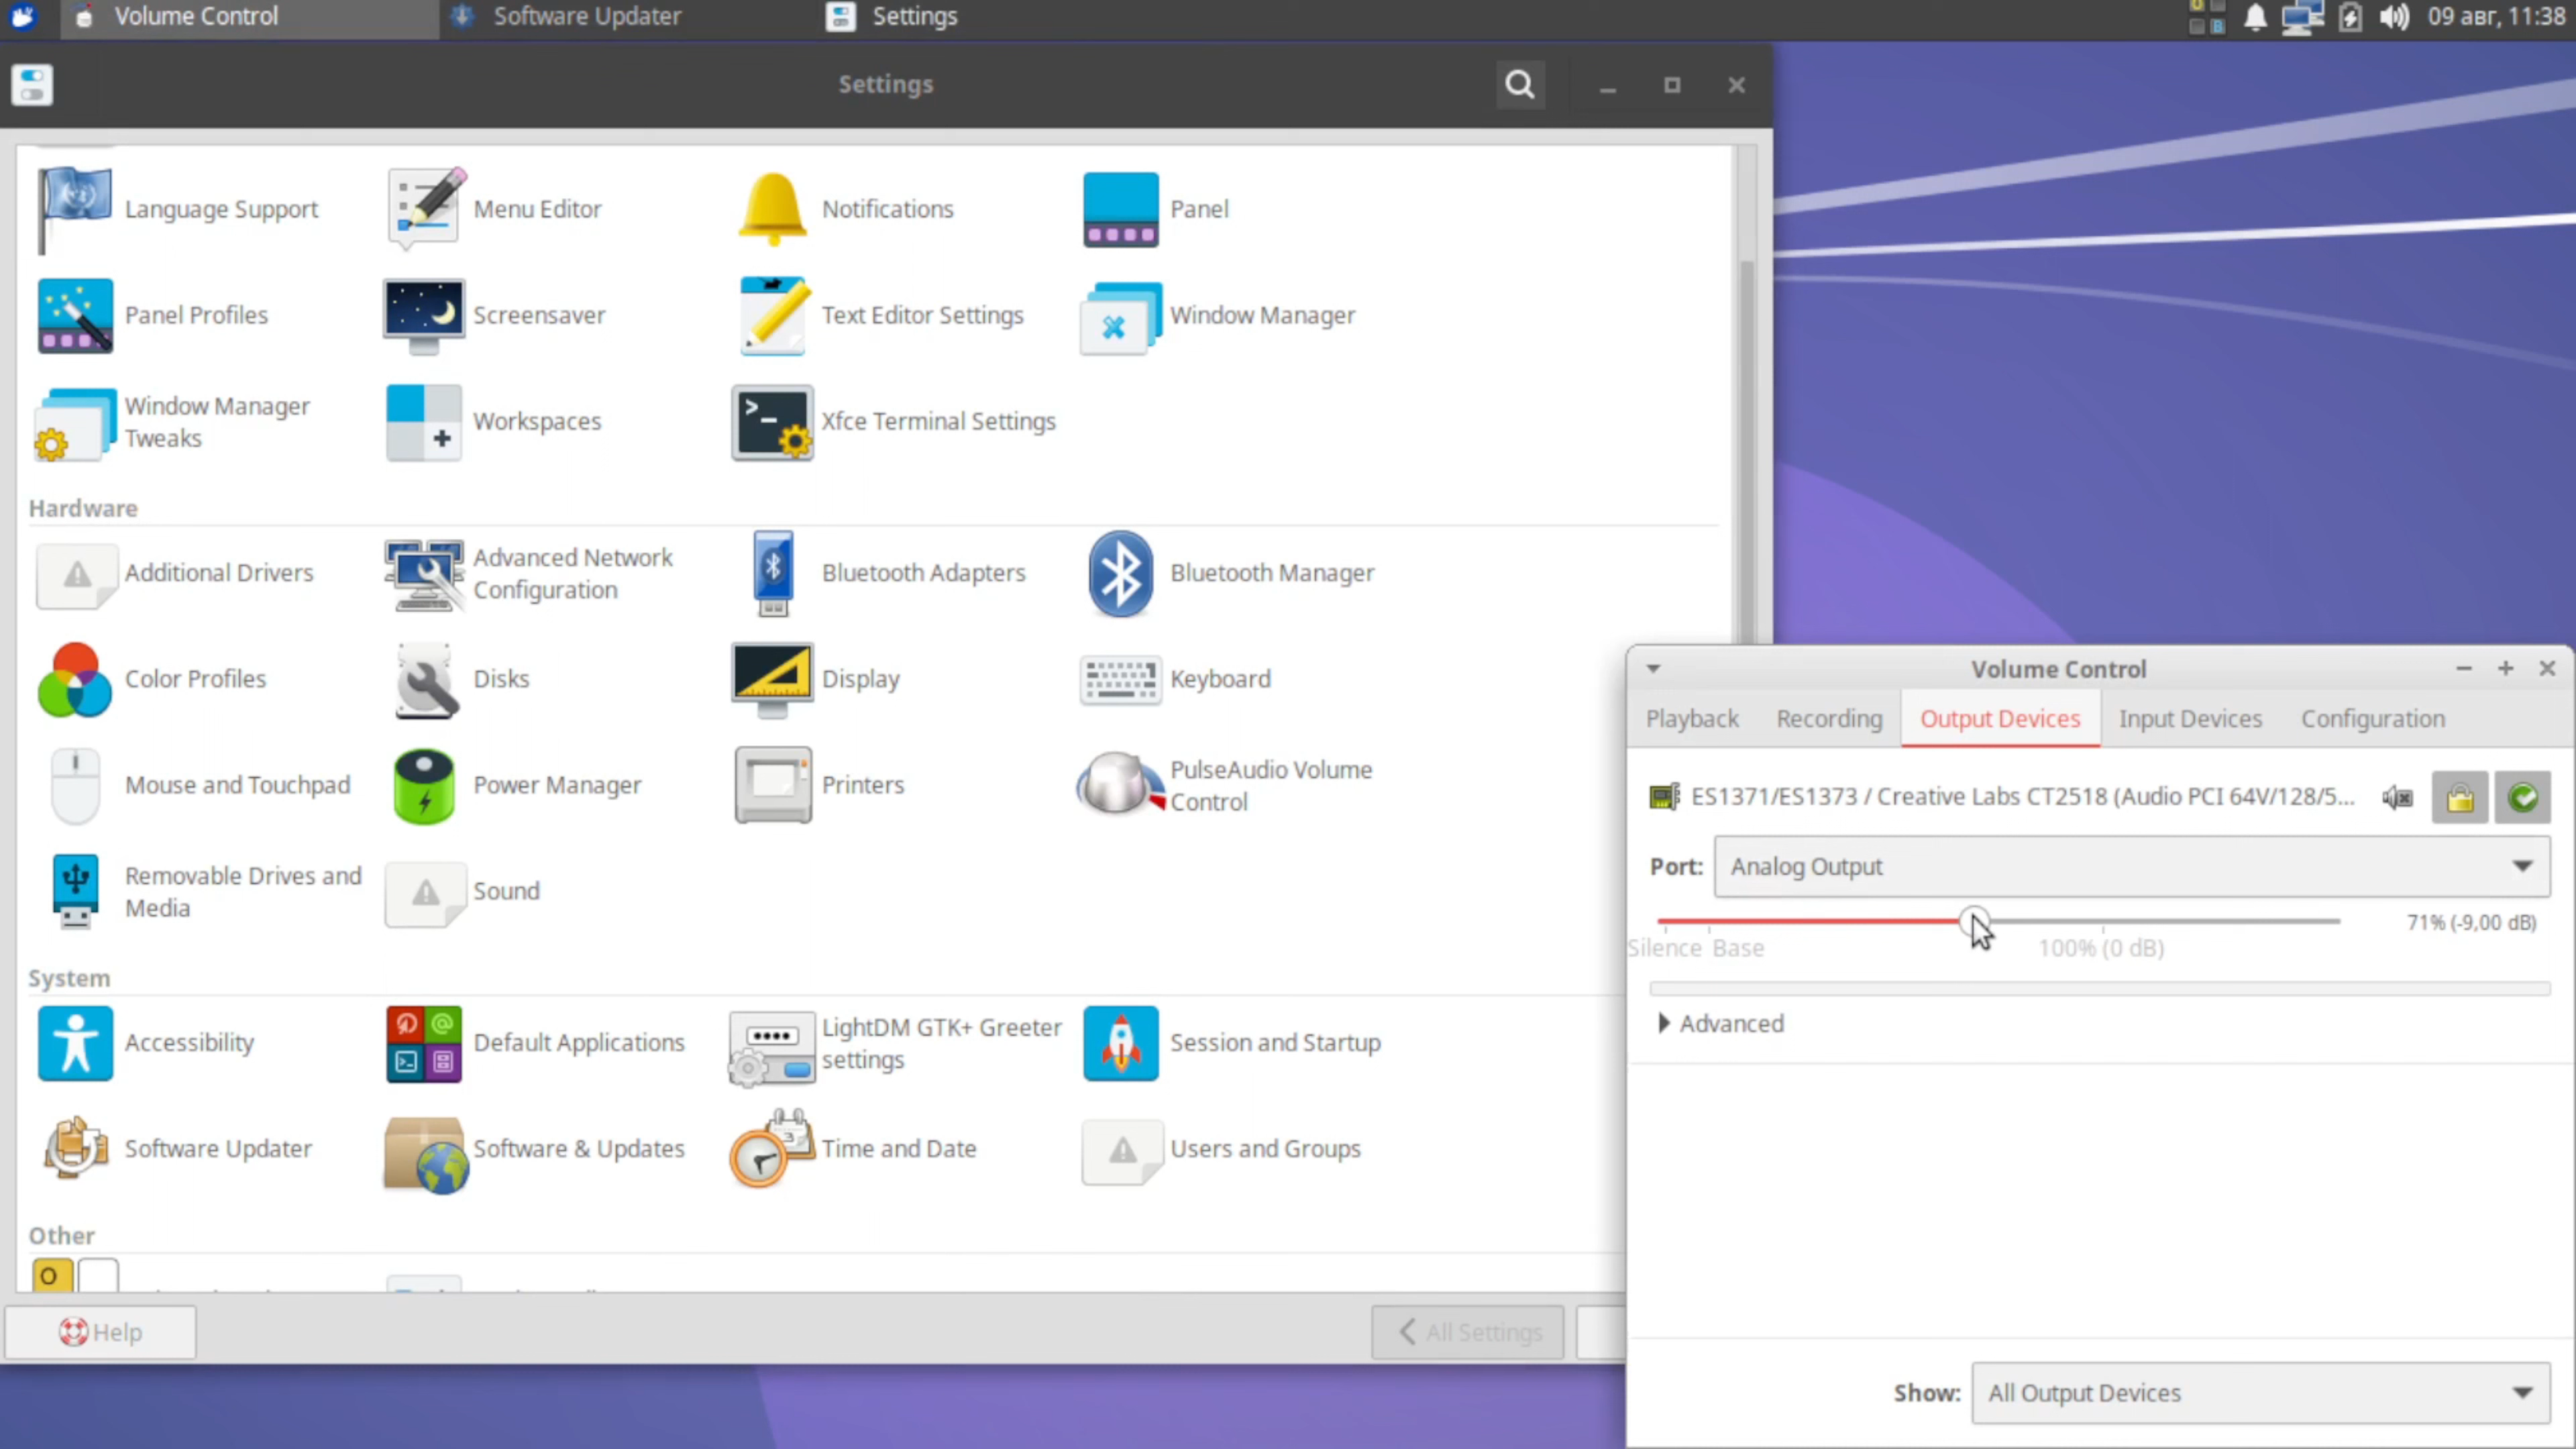 Volume Control
Software Updater
Settings
09 авг, 11:38
Settings
Language Support
Menu Editor
Notifications
Panel
Panel Profiles
Screensaver
Text Editor Settings
Window Manager
Window Manager
Tweaks
Workspaces
Xfce Terminal Settings
Hardware
Additional Drivers
Advanced Network
Configuration
Bluetooth Adapters
Bluetooth Manager
Color Profiles
Disks
Display
Keyboard
Mouse and Touchpad
Power Manager
Printers
PulseAudio Volume
Control
Removable Drives and
Media
Sound
System
Accessibility
Default Applications
LightDM GTK+ Greeter
settings
Session and Startup
Software Updater
Software & Updates
Time and Date
Users and Groups
Other
Help
All Settings
Volume Control
Playback
Recording
Output Devices
Input Devices
Configuration
ES1371/ES1373 / Creative Labs CT2518 (Audio PCI 64V/128/5...
Port:
Analog Output
71% (-9,00 dB)
Silence
Base
100% (0 dB)
Advanced
Show:
All Output Devices